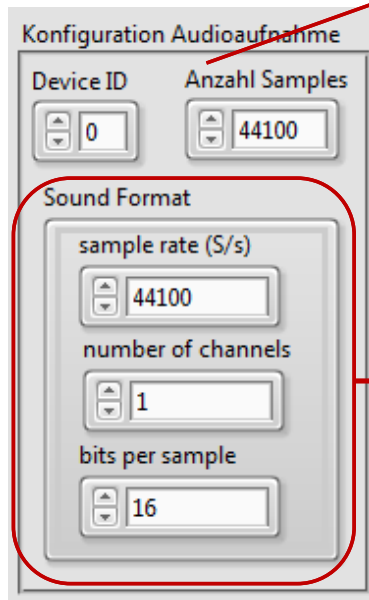 Konfiguration Audioaufnahme
Device ID Anzahl Samples
0 44100
Sound Format
sample rate (S/s)
44100
number of channels
1
bits per sample
16